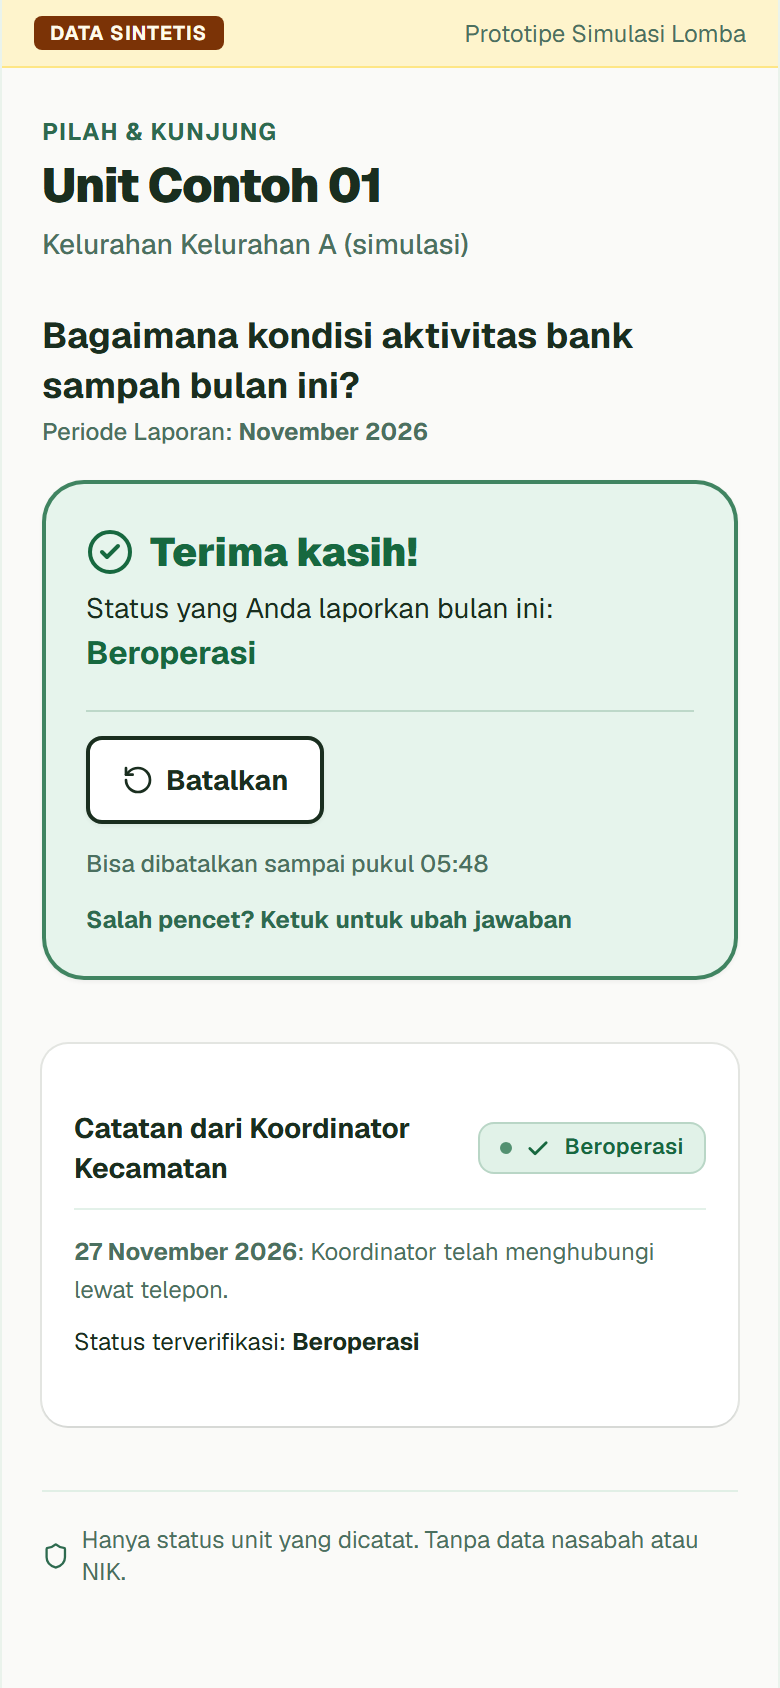 DATA SINTETIS
Prototipe Simulasi Lomba
PILAH & KUNJUNG
Unit Contoh 01
Kelurahan Kelurahan A (simulasi)
Bagaimana kondisi aktivitas bank
sampah bulan ini?
Periode Laporan: November 2026
Terima kasih!
Status yang Anda laporkan bulan ini:
Beroperasi
Batalkan
Bisa dibatalkan sampai pukul 05:48
Salah pencet? Ketuk untuk ubah jawaban
Catatan dari Koordinator
Kecamatan
Beroperasi
27 November 2026: Koordinator telah menghubungi
lewat telepon.
Status terverifikasi: Beroperasi
Hanya status unit yang dicatat. Tanpa data nasabah atau
NIK.